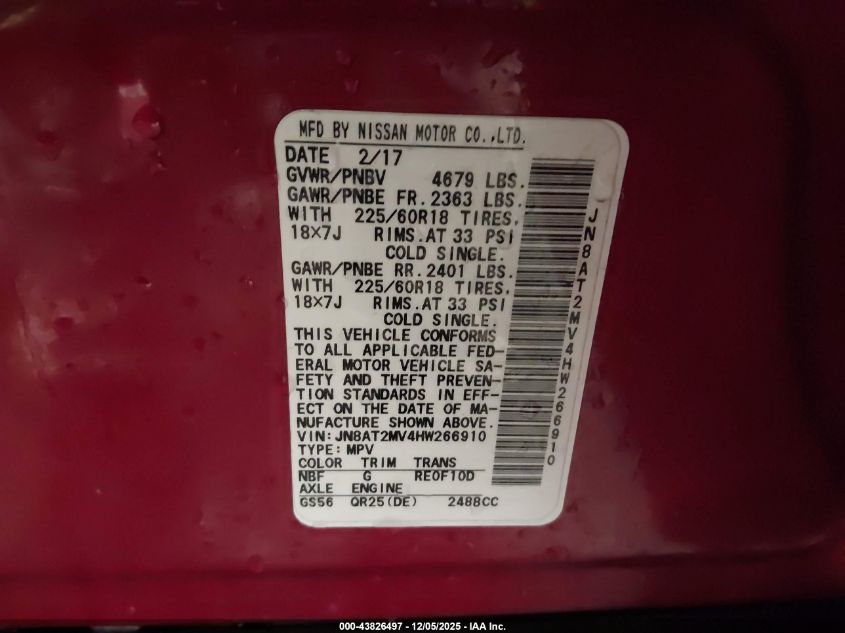 MFD BY NISSAN MOTOR CO.,LTD.
DATE 2/17
GVWR/PNBV 4679 LBS.
GAWR/PNBE FR. 2363 LBS.
WITH 225/60R18 TIRES.
18×7J RIMS. AT 33 PSI
COLD SINGLE.
GAWR/PNBE RR. 2401 LBS.
WITH 225/60R18 TIRES.
18×7J RIMS. AT 33 PSI
COLD SINGLE.
THIS VEHICLE CONFORMS
TO ALL APPLICABLE FED-
ERAL MOTOR VEHICLE SA-
FETY AND THEFT PREVEN-
TION STANDARDS IN EFF-
ECT ON THE DATE OF MA-
NUFACTURE SHOWN ABOVE.
VIN: JN8AT2MV4HW266910
TYPE: MPV
COLOR TRIM TRANS
NBF G RE0F10D
AXLE ENGINE
GS56 QR25(DE) 2488CC
JN8AT2MV4HW266910
000-43826497 - 12/05/2025 - IAA Inc.